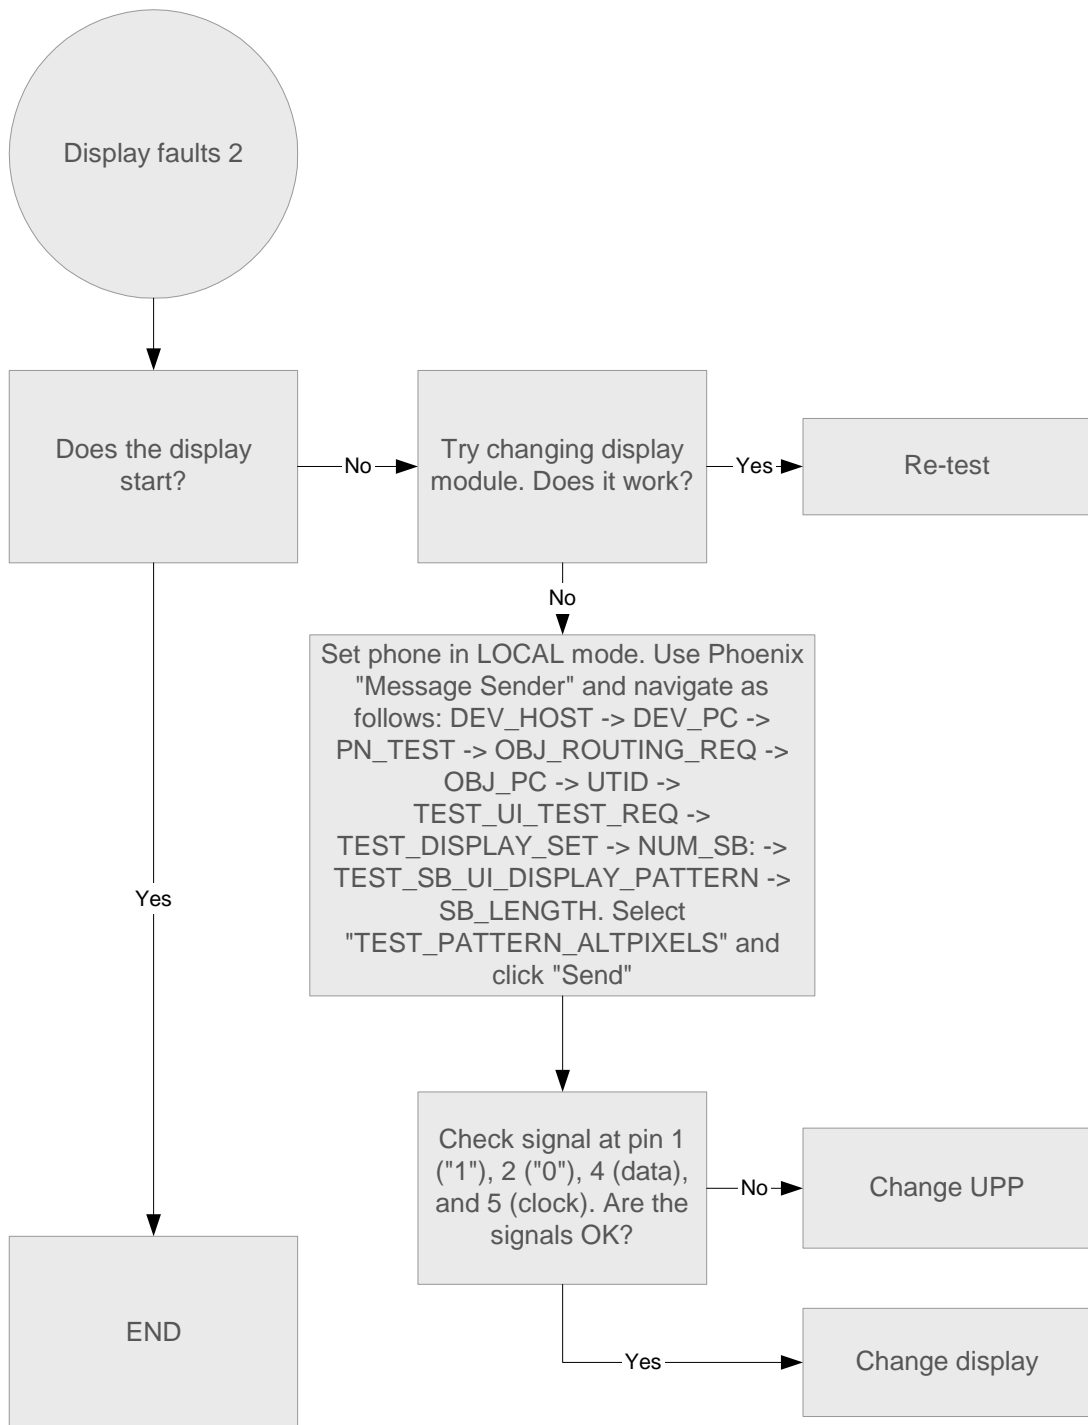 Display faults 2
Does the display
start?
No
Try changing display
module. Does it work?
Yes
Re-test
No
Set phone in LOCAL mode. Use Phoenix
"Message Sender" and navigate as
follows: DEV_HOST -> DEV_PC ->
PN_TEST -> OBJ_ROUTING_REQ ->
OBJ_PC -> UTID ->
TEST_UI_TEST_REQ ->
TEST_DISPLAY_SET -> NUM_SB: ->
TEST_SB_UI_DISPLAY_PATTERN ->
SB_LENGTH. Select
"TEST_PATTERN_ALTPIXELS" and
click "Send"
Yes
Check signal at pin 1
("1"), 2 ("0"), 4 (data),
and 5 (clock). Are the
signals OK?
No
Change UPP
END
Yes
Change display